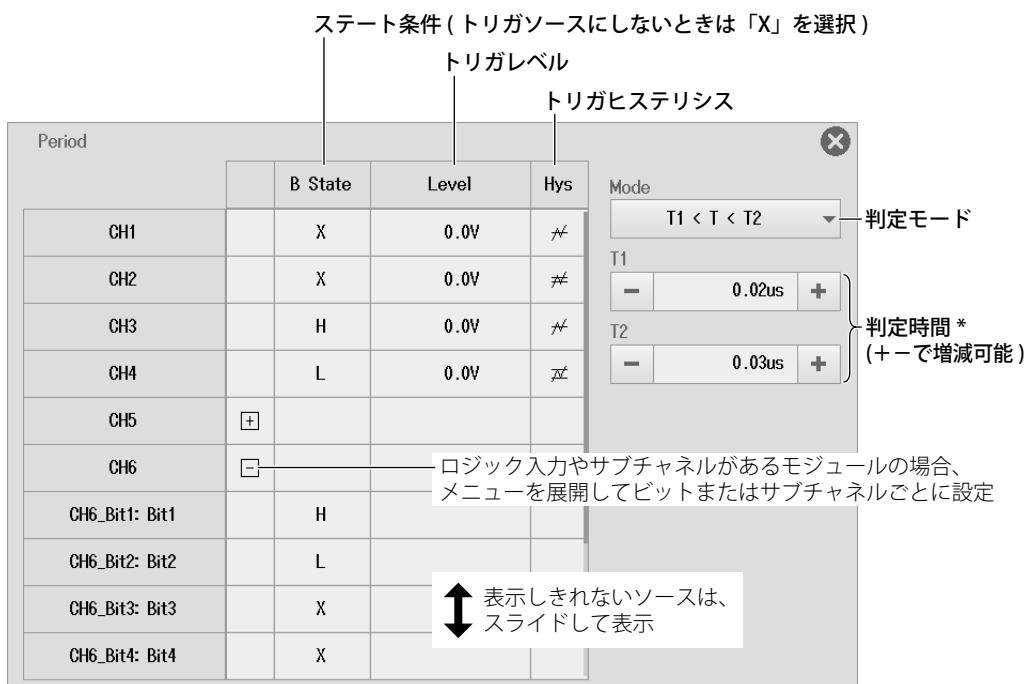 ステート条件 ( トリガソースにしないときは「X」を選択 )
トリガレベル
トリガヒステリシス
Period
B State Level Hys
CH1 X 0.0V
CH2 X 0.0V
CH3 H 0.0V
CH4 L 0.0V
CH5 +
CH6 −
CH6_Bit1: Bit1 H
CH6_Bit2: Bit2 L
CH6_Bit3: Bit3 X
CH6_Bit4: Bit4 X
Mode
T1 < T < T2
判定モード
T1
− 0.02us +
T2
− 0.03us +
判定時間 *
(+−で増減可能 )
ロジック入力やサブチャネルがあるモジュールの場合、
メニューを展開してビットまたはサブチャネルごとに設定
表示しきれないソースは、
スライドして表示